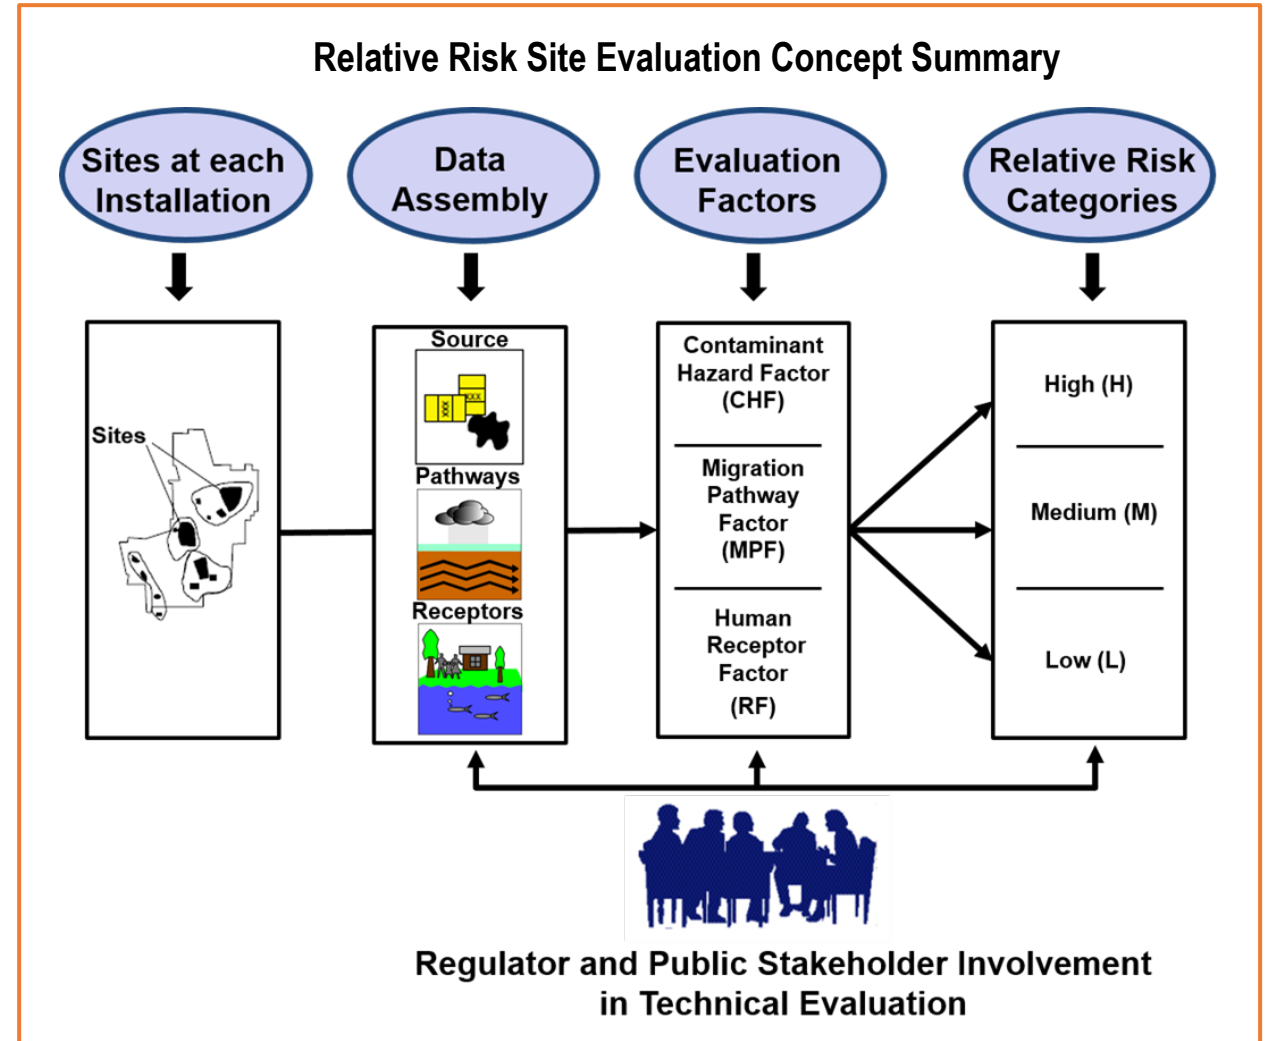 Relative Risk Site Evaluation Concept Summary
Sites at each
Installation
Data
Assembly
Evaluation
Factors
Relative Risk
Categories
Sites
Source
XXX
XXX
Pathways
Receptors
Contaminant
Hazard Factor
(CHF)
Migration
Pathway
Factor
(MPF)
Human
Receptor
Factor
(RF)
High (H)
Medium (M)
Low (L)
Regulator and Public Stakeholder Involvement
in Technical Evaluation